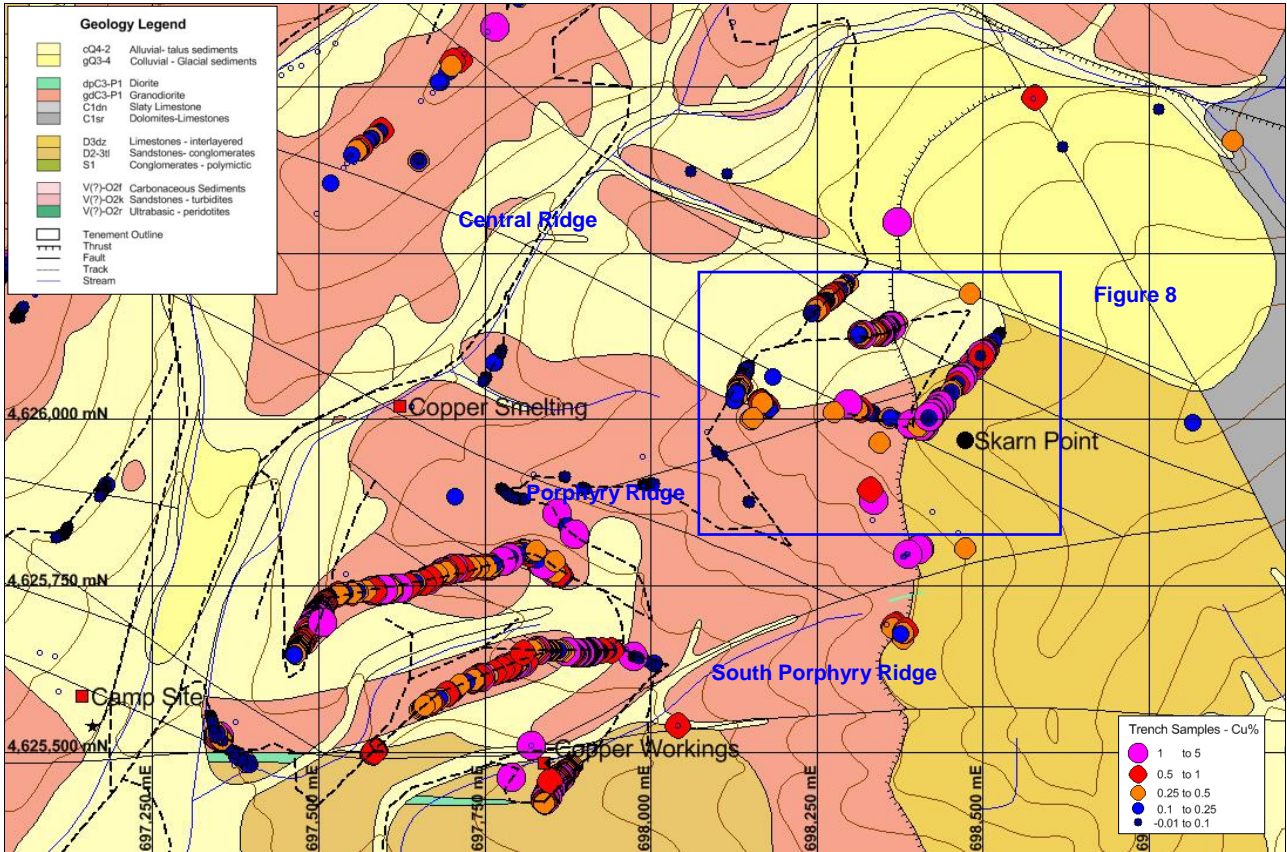 Geology Legend
cQ4-2 Alluvial- talus sediments
gQ3-4 Colluvial - Glacial sediments
dpC3-P1 Diorite
gdC3-P1 Granodiorite
C1dn Slaty Limestone
C1sr Dolomites-Limestones
D3dz Limestones - interlayered
D2-3tl Sandstones- conglomerates
S1 Conglomerates - polymictic
V(?)-O2f Carbonaceous Sediments
V(?)-O2k Sandstones - turbidites
V(?)-O2r Ultrabasic - peridotites
Tenement Outline
Thrust
Fault
Track
Stream
Central Ridge
Figure 8
4,626,000 mN
Copper Smelting
Skarn Point
Porphyry Ridge
4,625,750 mN
South Porphyry Ridge
Camp Site
4,625,500 mN
Copper Workings
697,250 mE
697,500 mE
697,750 mE
698,000 mE
698,250 mE
698,500 mE
Trench Samples - Cu%
1 to 5
0.5 to 1
0.25 to 0.5
0.1 to 0.25
-0.01 to 0.1